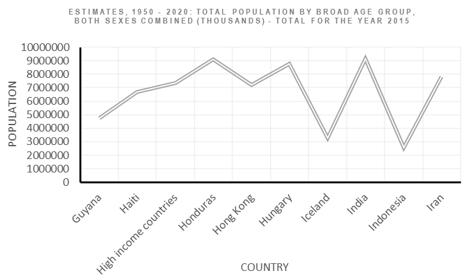 ESTIMATES, 1950 - 2020: TOTAL POPULATION BY BROAD AGE GROUP,
BOTH SEXES COMBINED (THOUSANDS) - TOTAL FOR THE YEAR 2015
POPULATION
10000000
9000000
8000000
7000000
6000000
5000000
4000000
3000000
2000000
1000000
0
Guyana
Haiti
High income countries
Honduras
Hong Kong
Hungary
Iceland
India
Indonesia
Iran
COUNTRY